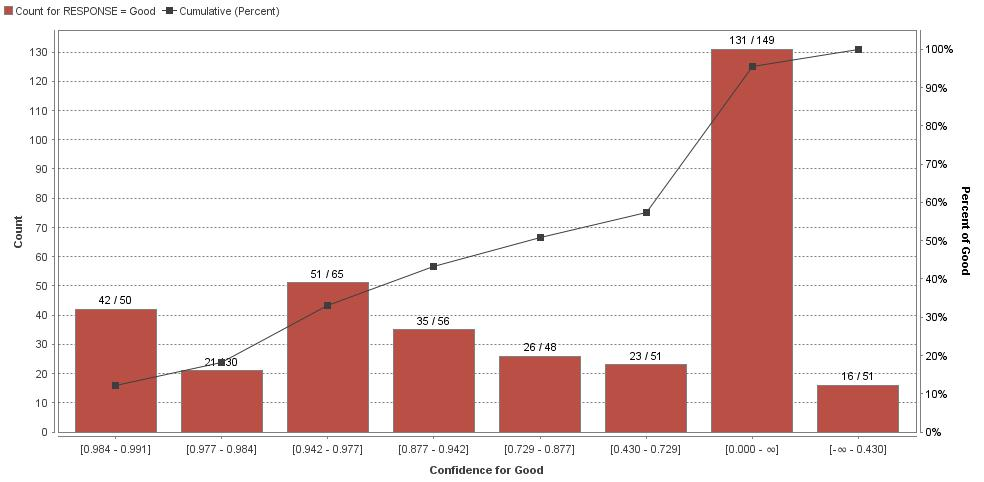 Count for RESPONSE = Good Cumulative (Percent)
131 / 149
130
120
110
100
90
80
70
60
50
40
30
20
10
0
Count
42 / 50
21 / 30
51 / 65
35 / 56
26 / 48
23 / 51
16 / 51
100%
90%
80%
70%
60%
50%
40%
30%
20%
10%
0%
Percent of Good
[0.984 - 0.991] [0.977 - 0.984] [0.942 - 0.977] [0.877 - 0.942] [0.729 - 0.877] [0.430 - 0.729] [0.000 - ∞] [-∞ - 0.430]
Confidence for Good